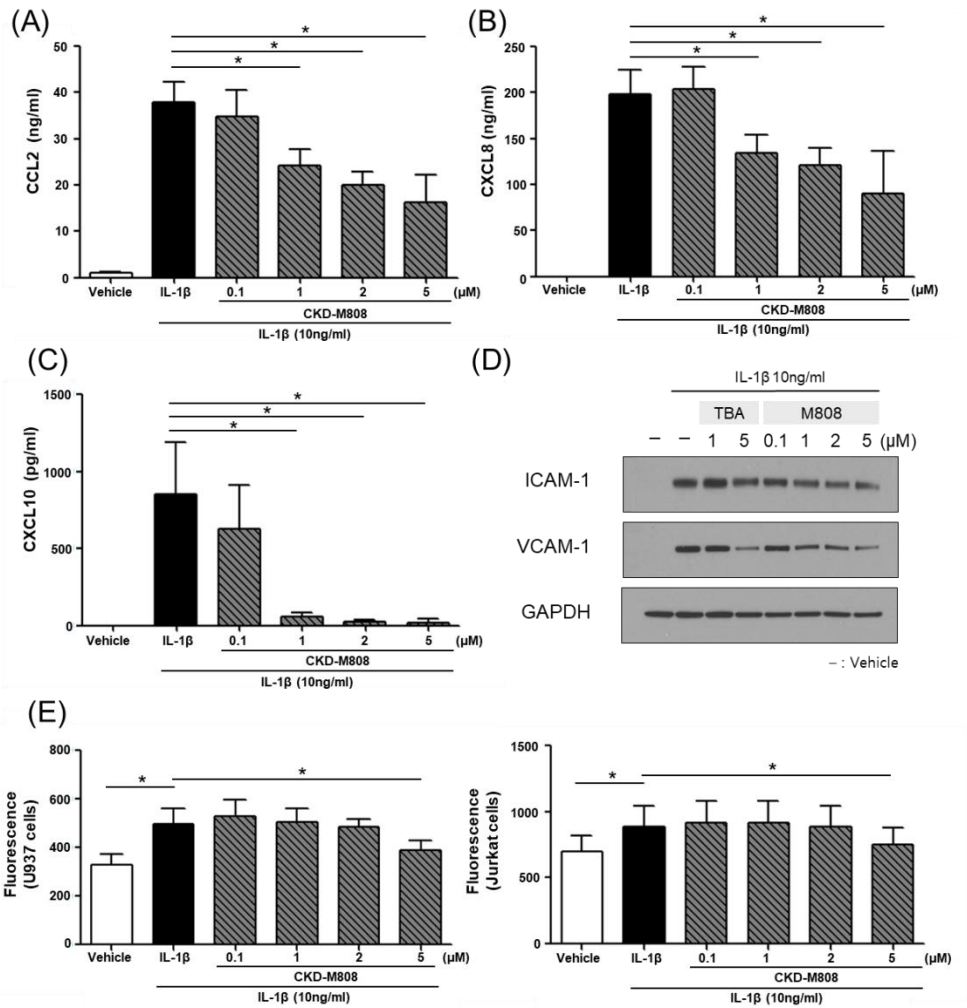 (A)
*
*
*
CCL2 (ng/ml)
50
40
30
20
10
0
Vehicle IL-1β 0.1 1 2 5 (μM)
CKD-M808
IL-1β (10ng/ml)
(B)
*
*
*
CXCL8 (ng/ml)
250
200
150
100
50
0
Vehicle IL-1β 0.1 1 2 5 (μM)
CKD-M808
IL-1β (10ng/ml)
(C)
*
*
*
CXCL10 (pg/ml)
1500
1000
500
0
Vehicle IL-1β 0.1 1 2 5 (μM)
CKD-M808
IL-1β (10ng/ml)
(D)
IL-1β 10ng/ml
TBA M808
– – 1 5 0.1 1 2 5 (μM)
ICAM-1
VCAM-1
GAPDH
– : Vehicle
(E)
* *
Fluorescence
(U937 cells)
800
600
400
200
0
Vehicle IL-1β 0.1 1 2 5 (μM)
CKD-M808
IL-1β (10ng/ml)
* *
Fluorescence
(Jurkat cells)
1500
1000
500
0
Vehicle IL-1β 0.1 1 2 5 (μM)
CKD-M808
IL-1β (10ng/ml)